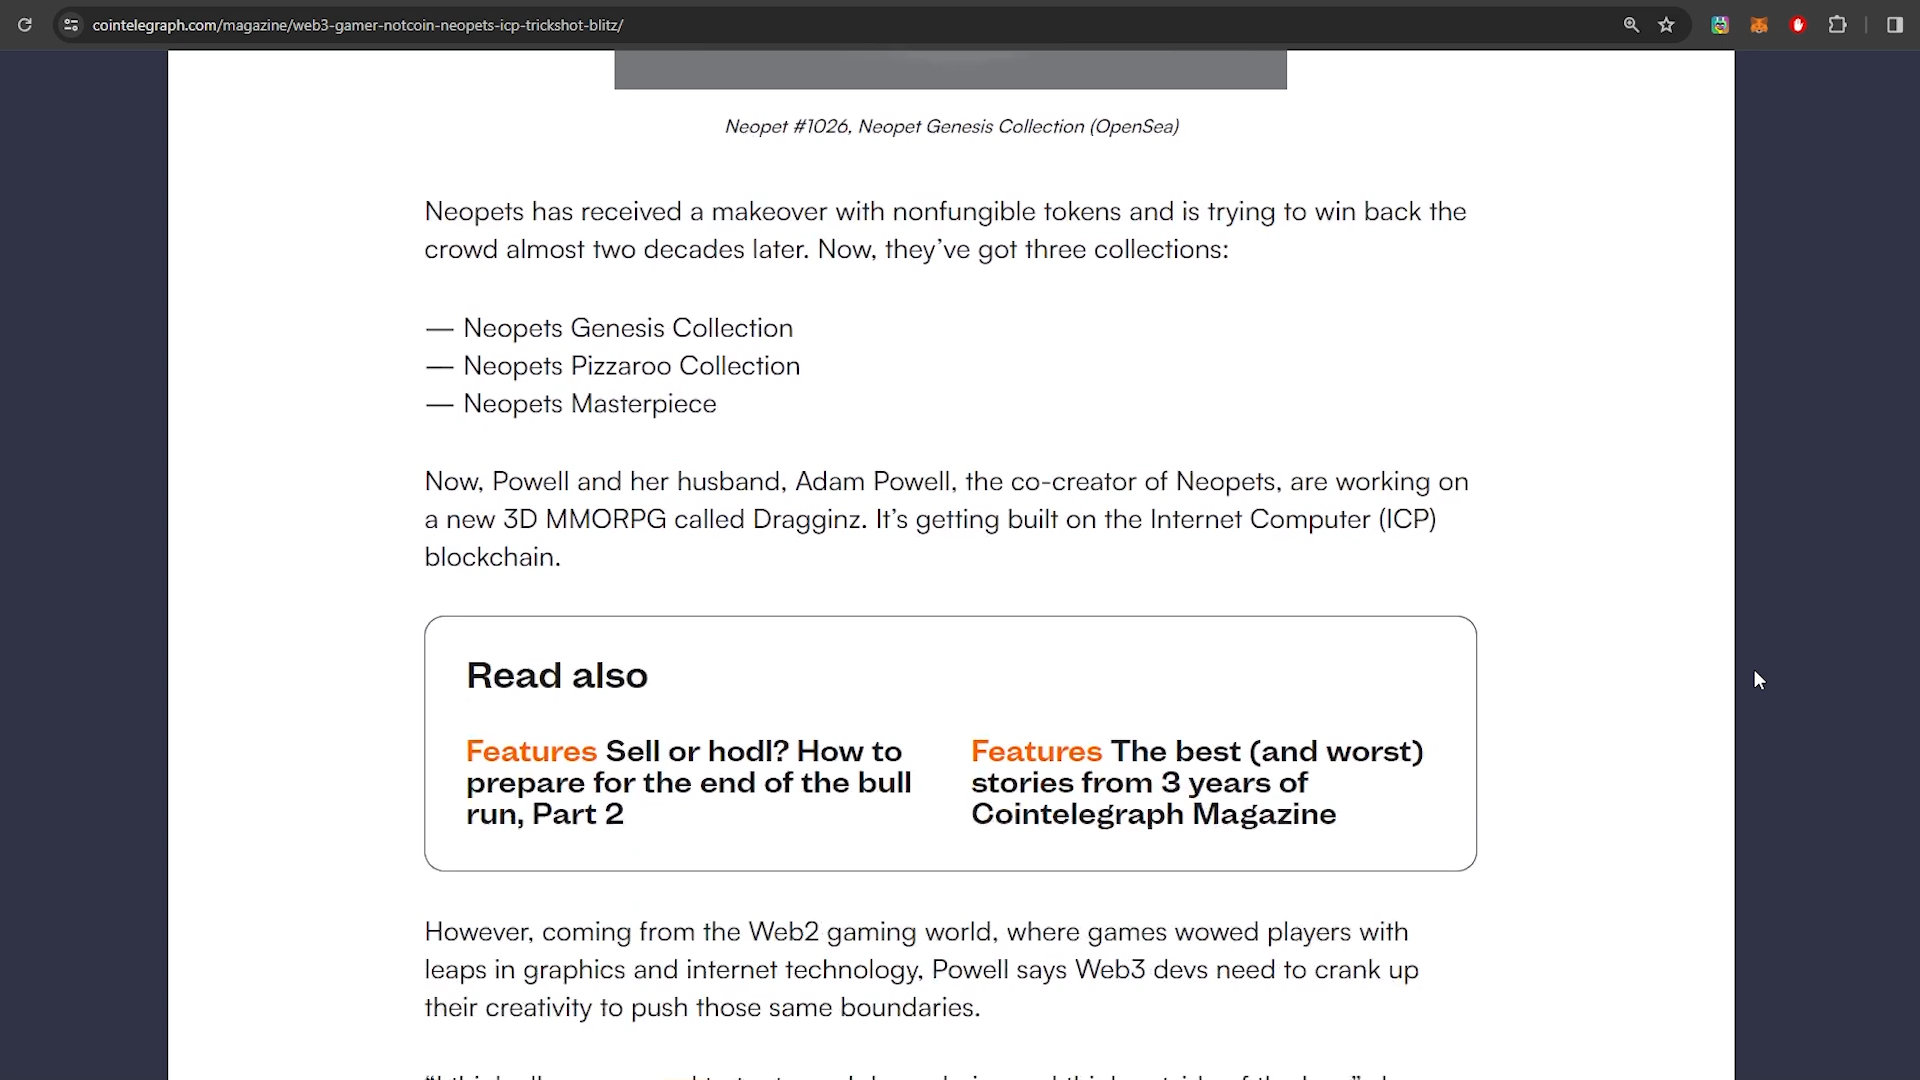 cointelegraph.com/magazine/web3-gamer-notcoin-neopets-icp-trickshot-blitz/
Neopet #1026, Neopet Genesis Collection (OpenSea)
Neopets has received a makeover with nonfungible tokens and is trying to win back the
crowd almost two decades later. Now, they’ve got three collections:
— Neopets Genesis Collection
— Neopets Pizzaroo Collection
— Neopets Masterpiece
Now, Powell and her husband, Adam Powell, the co-creator of Neopets, are working on
a new 3D MMORPG called Dragginz. It’s getting built on the Internet Computer (ICP)
blockchain.
Read also
Features Sell or hodl? How to
prepare for the end of the bull
run, Part 2
Features The best (and worst)
stories from 3 years of
Cointelegraph Magazine
However, coming from the Web2 gaming world, where games wowed players with
leaps in graphics and internet technology, Powell says Web3 devs need to crank up
their creativity to push those same boundaries.